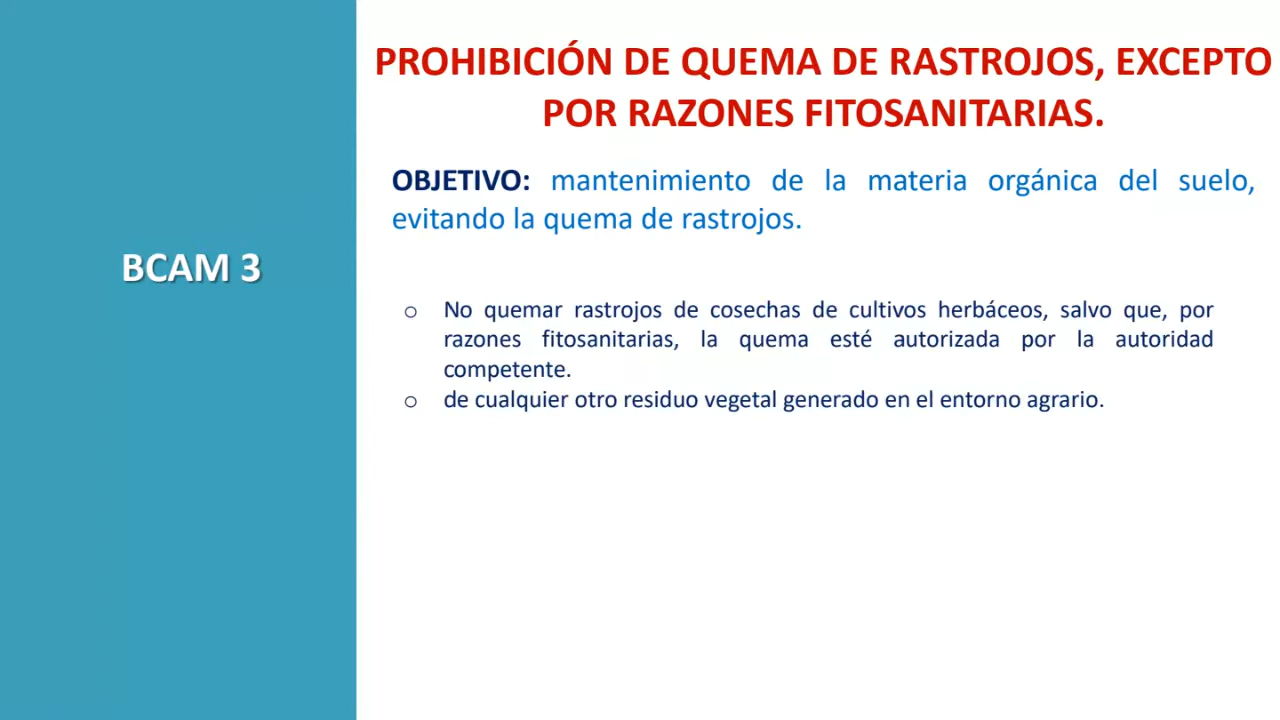 PROHIBICIÓN DE QUEMA DE RASTROJOS, EXCEPTO
POR RAZONES FITOSANITARIAS.
OBJETIVO: mantenimiento de la materia orgánica del suelo,
evitando la quema de rastrojos.
BCAM 3
o No quemar rastrojos de cosechas de cultivos herbáceos, salvo que, por
razones fitosanitarias, la quema esté autorizada por la autoridad
competente.
o de cualquier otro residuo vegetal generado en el entorno agrario.